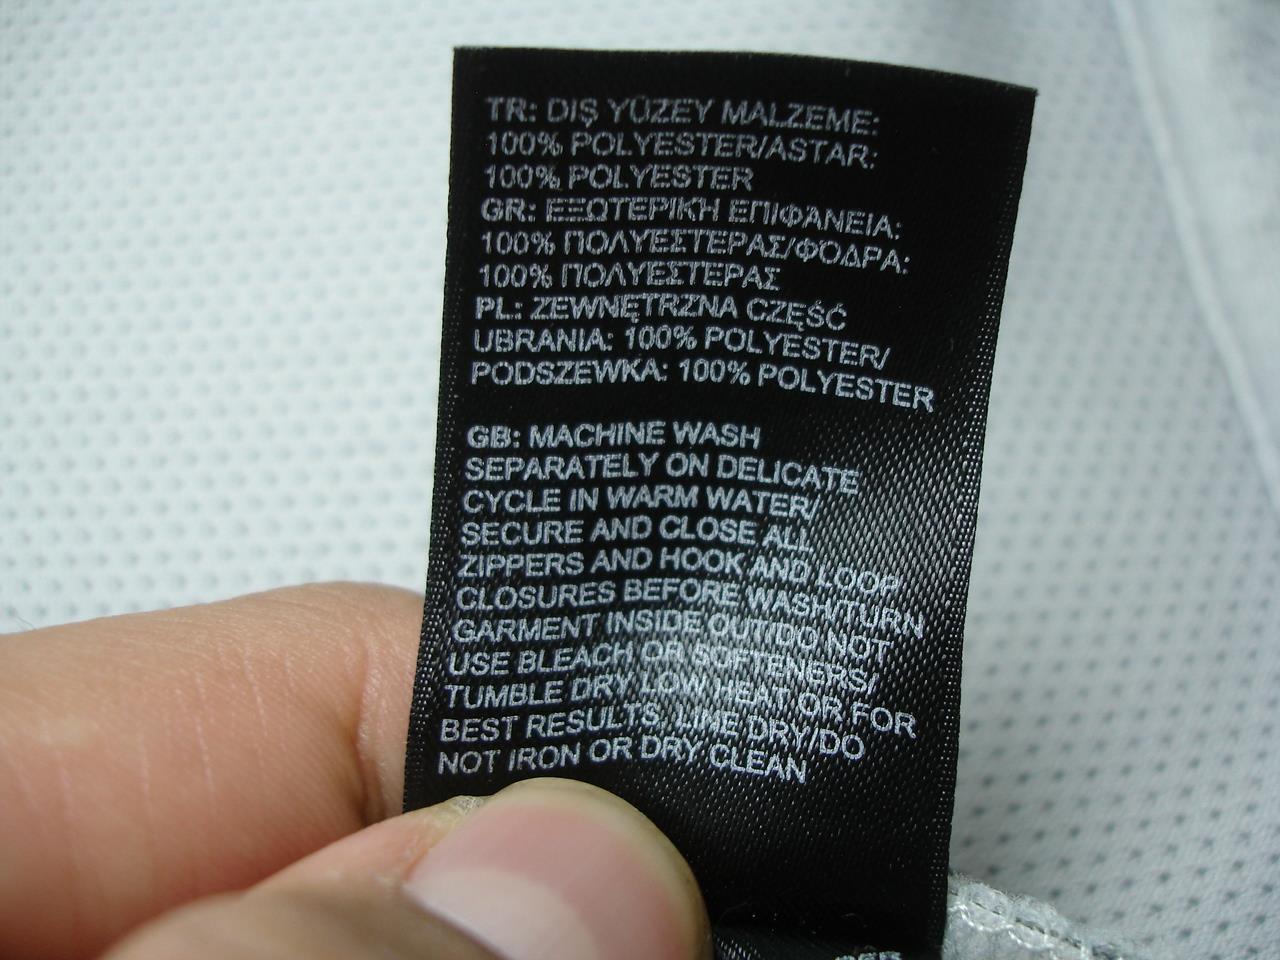 TR: DIŞ YÜZEY MALZEME:
100% POLYESTER/ASTAR:
100% POLYESTER
GR: ΕΞΩΤΕΡΙΚΗ ΕΠΙΦΑΝΕΙΑ:
100% ΠΟΛΥΕΣΤΕΡΑΣ/ΦΟΔΡΑ:
100% ΠΟΛΥΕΣΤΕΡΑΣ
PL: ZEWNĘTRZNA CZĘŚĆ
UBRANIA: 100% POLYESTER/
PODSZEWKA: 100% POLYESTER
GB: MACHINE WASH
SEPARATELY ON DELICATE
CYCLE IN WARM WATER/
SECURE AND CLOSE ALL
ZIPPERS AND HOOK AND LOOP
CLOSURES BEFORE WASH/TURN
GARMENT INSIDE OUT/DO NOT
USE BLEACH OR SOFTENERS/
TUMBLE DRY LOW HEAT OR FOR
BEST RESULTS, LINE DRY/DO
NOT IRON OR DRY CLEAN